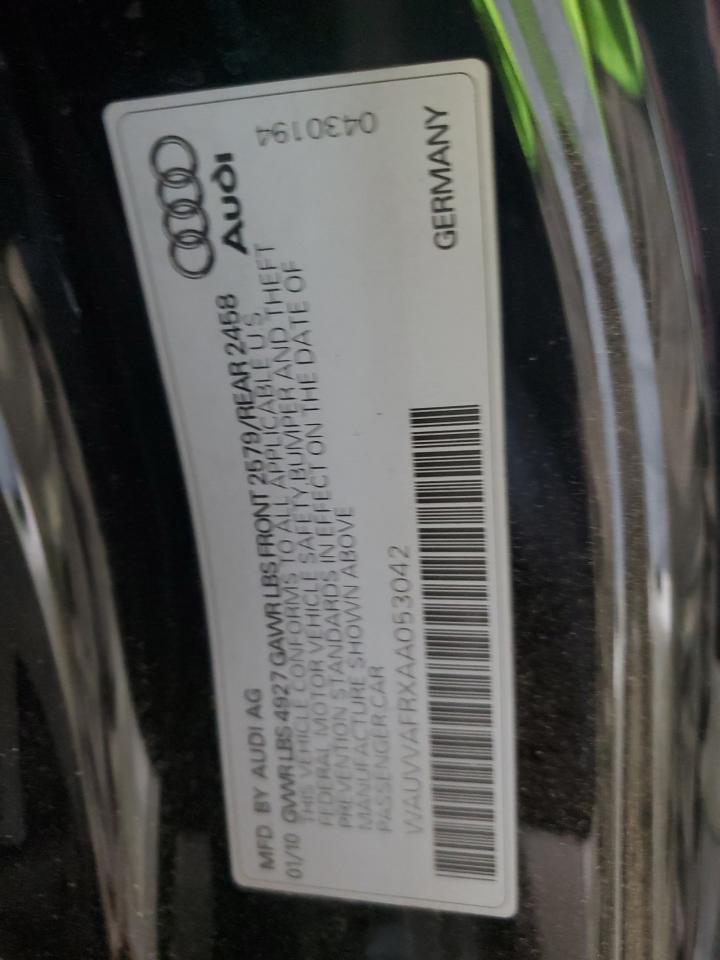 Audi
0430194
MFD BY AUDI AG
01/10 GVWR LBS 4927 GAWR LBS FRONT 2579/REAR 2458
THIS VEHICLE CONFORMS TO ALL APPLICABLE U S
FEDERAL MOTOR VEHICLE SAFETY, BUMPER AND THEFT
PREVENTION STANDARDS IN EFFECT ON THE DATE OF
MANUFACTURE SHOWN ABOVE
PASSENGER CAR
WAUVVAFRXAA053042
GERMANY